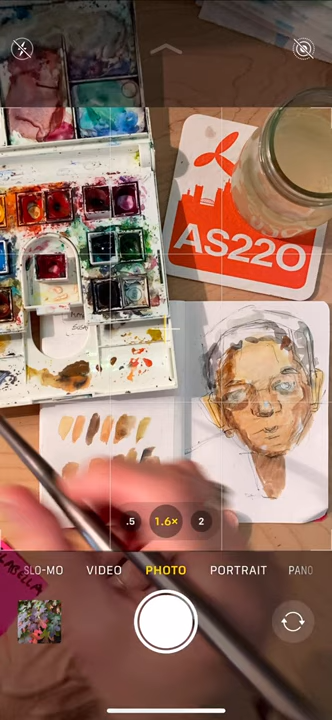 AS220
.5
1.6×
2
SLO-MO
VIDEO
PHOTO
PORTRAIT
PANO